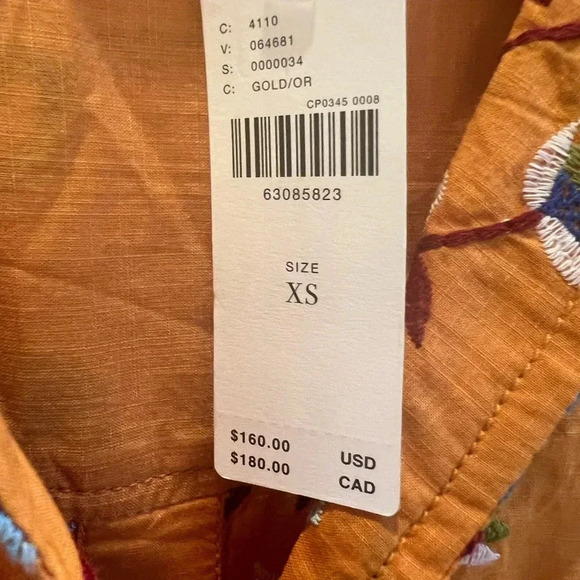 C: 4110
V: 064681
S: 0000034
C: GOLD/OR
CP0345 0008
63085823
SIZE
XS
$160.00 USD
$180.00 CAD